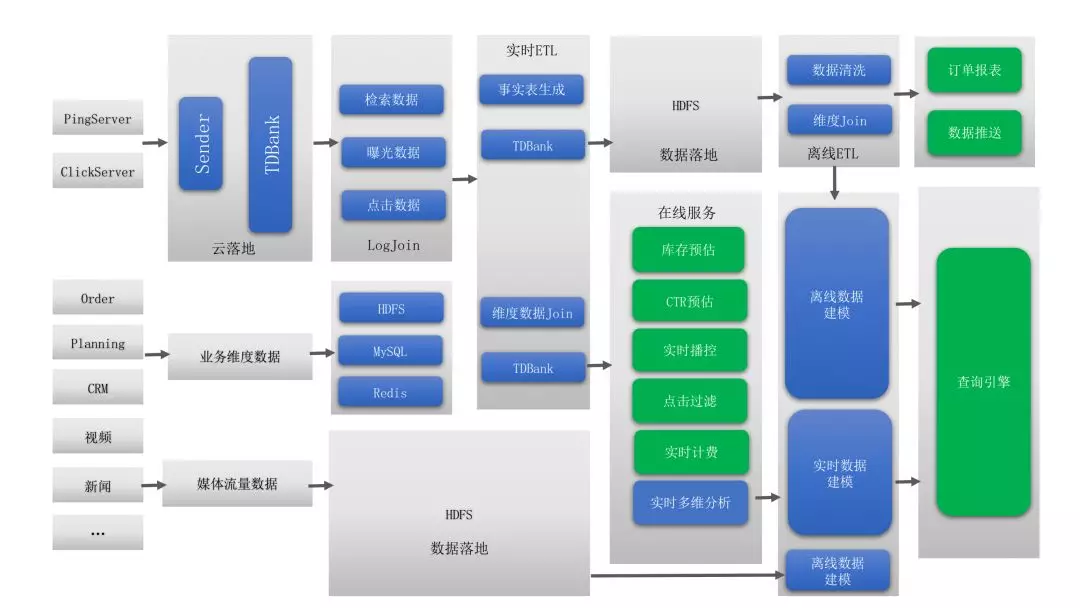 PingServer
ClickServer
Sender
TDBank
云落地
检索数据
曝光数据
点击数据
LogJoin
实时ETL
事实表生成
TDBank
维度数据Join
TDBank
HDFS
数据落地
数据清洗
维度Join
离线ETL
订单报表
数据推送
Order
Planning
CRM
业务维度数据
HDFS
MySQL
Redis
视频
新闻
...
媒体流量数据
HDFS
数据落地
在线服务
库存预估
CTR预估
实时播控
点击过滤
实时计费
实时多维分析
离线数据
建模
实时数据
建模
离线数据
建模
查询引擎